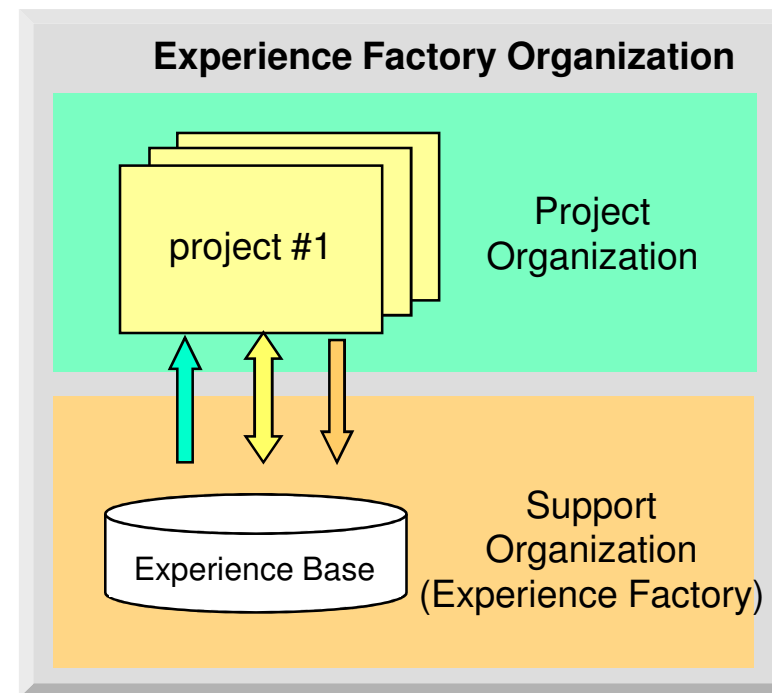 Experience Factory Organization
project #1
Project
Organization
Experience Base
Support
Organization
(Experience Factory)